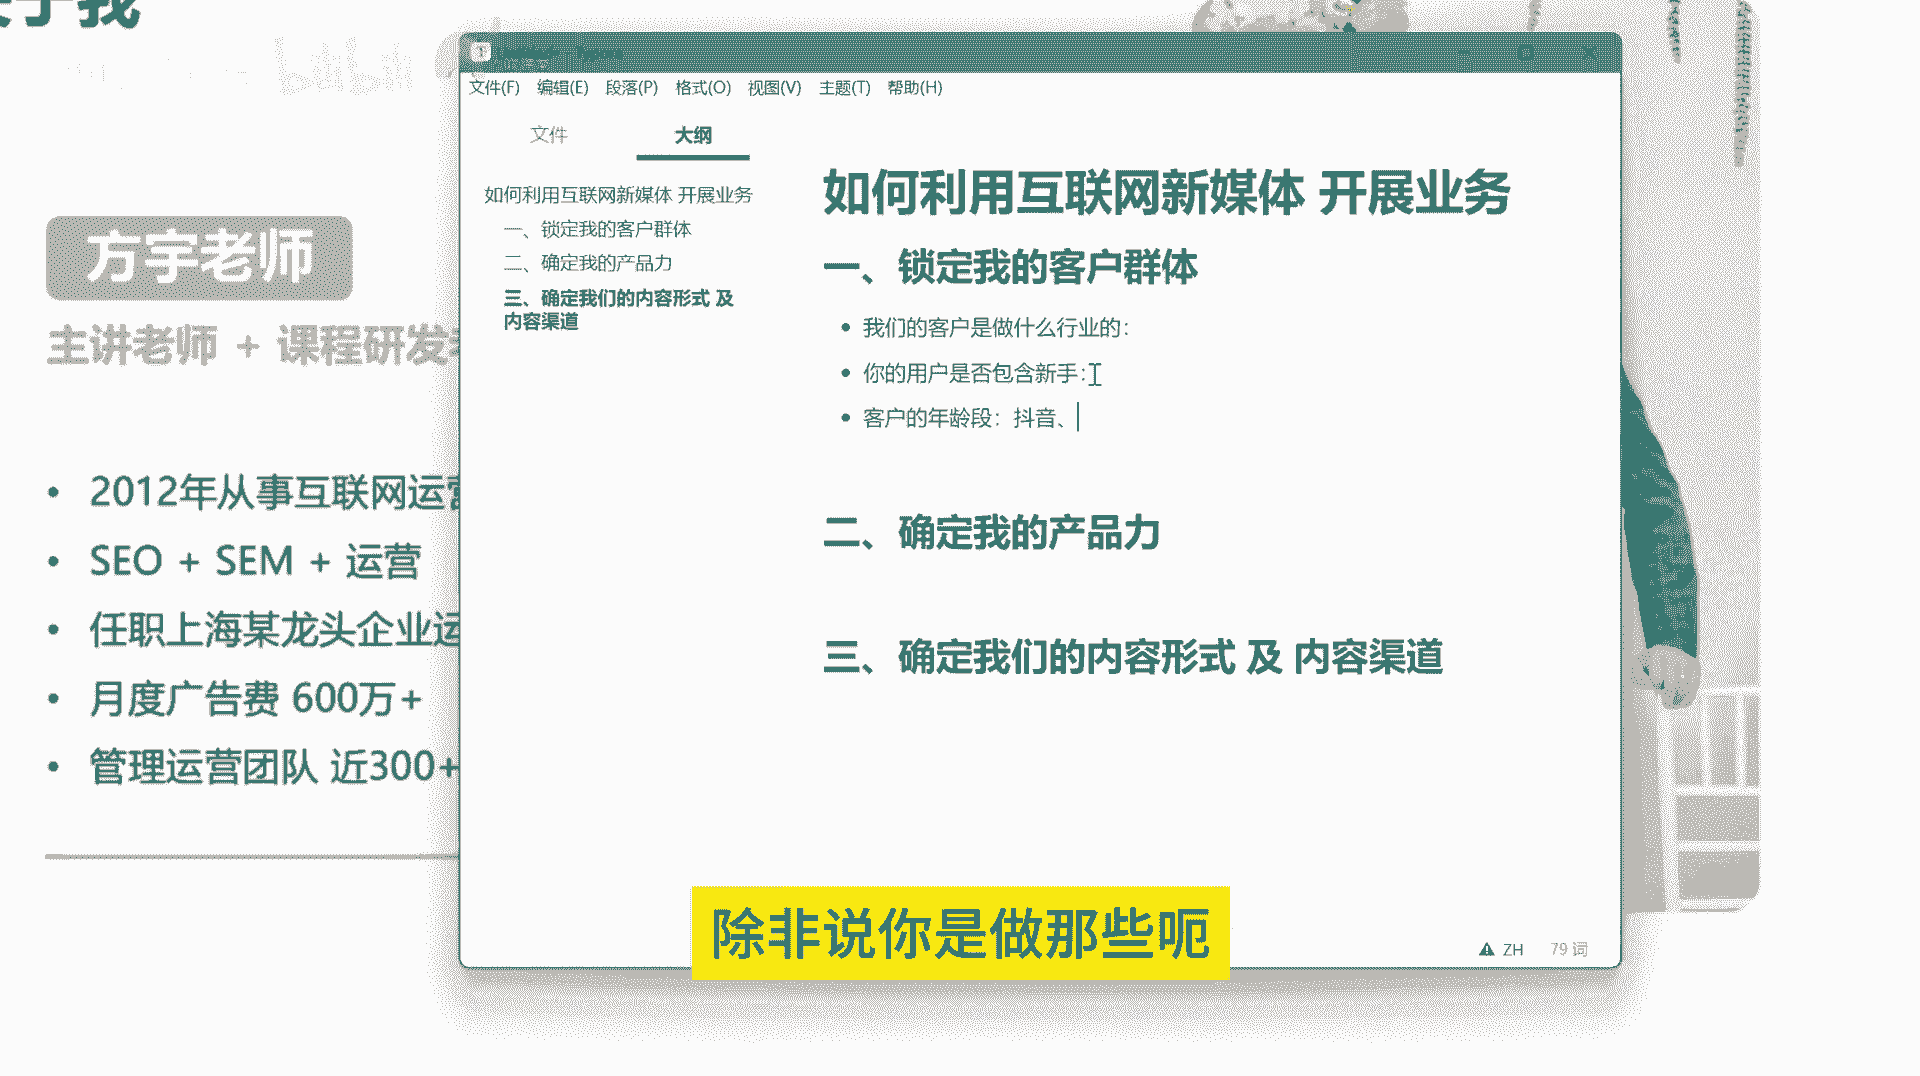 关于我
bilibili
方宇老师
主讲老师 + 课程研发
• 2012年从事互联网运营
• SEO + SEM + 运营
• 任职上海某龙头企业运
• 月度广告费 600万+
• 管理运营团队 近300+
文件(F) 编辑(E) 段落(P) 格式(O) 视图(V) 主题(T) 帮助(H)
文件 大纲
如何利用互联网新媒体 开展业务
一、锁定我的客户群体
二、确定我的产品力
三、确定我们的内容形式 及
内容渠道
如何利用互联网新媒体 开展业务
一、锁定我的客户群体
• 我们的客户是做什么行业的：
• 你的用户是否包含新手：
• 客户的年龄段：抖音、
二、确定我的产品力
三、确定我们的内容形式 及 内容渠道
ZH 79 词
除非说你是做那些呃